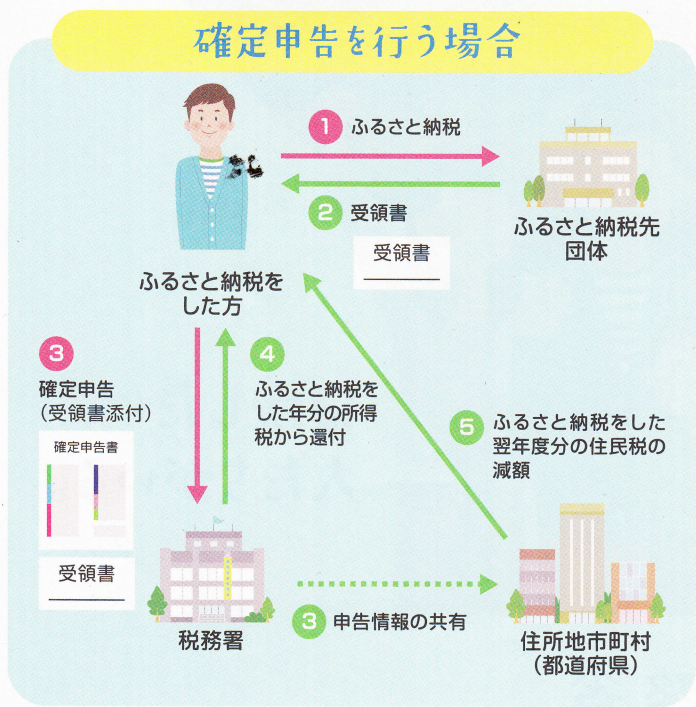 確定申告を行う場合
1 ふるさと納税
2 受領書
受領書
ふるさと納税をした方
ふるさと納税先
団体
3
確定申告
（受領書添付）
確定申告書
受領書
4
ふるさと納税を
した年分の所得
税から還付
5 ふるさと納税をした
翌年度分の住民税の
減額
税務署
3 申告情報の共有
住所地市町村
（都道府県）